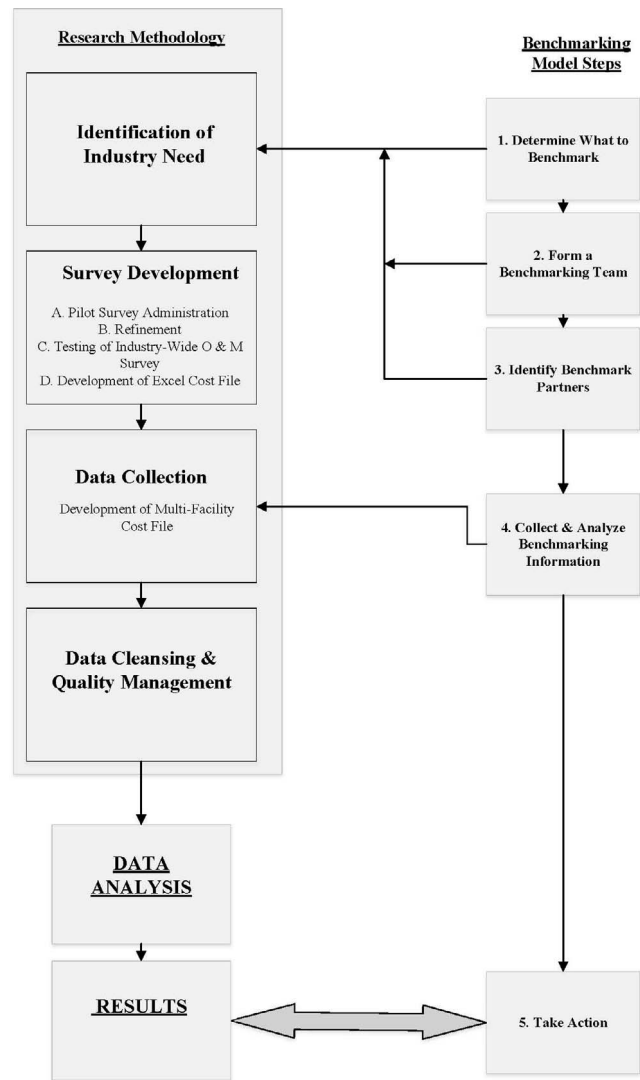 Research Methodology
Identification of
Industry Need
Survey Development
A. Pilot Survey Administration
B. Refinement
C. Testing of Industry-Wide O & M
Survey
D. Development of Excel Cost File
Data Collection
Development of Multi-Facility
Cost File
Data Cleansing &
Quality Management
DATA
ANALYSIS
RESULTS
Benchmarking
Model Steps
1. Determine What to
Benchmark
2. Form a
Benchmarking Team
3. Identify Benchmark
Partners
4. Collect & Analyze
Benchmarking
Information
5. Take Action